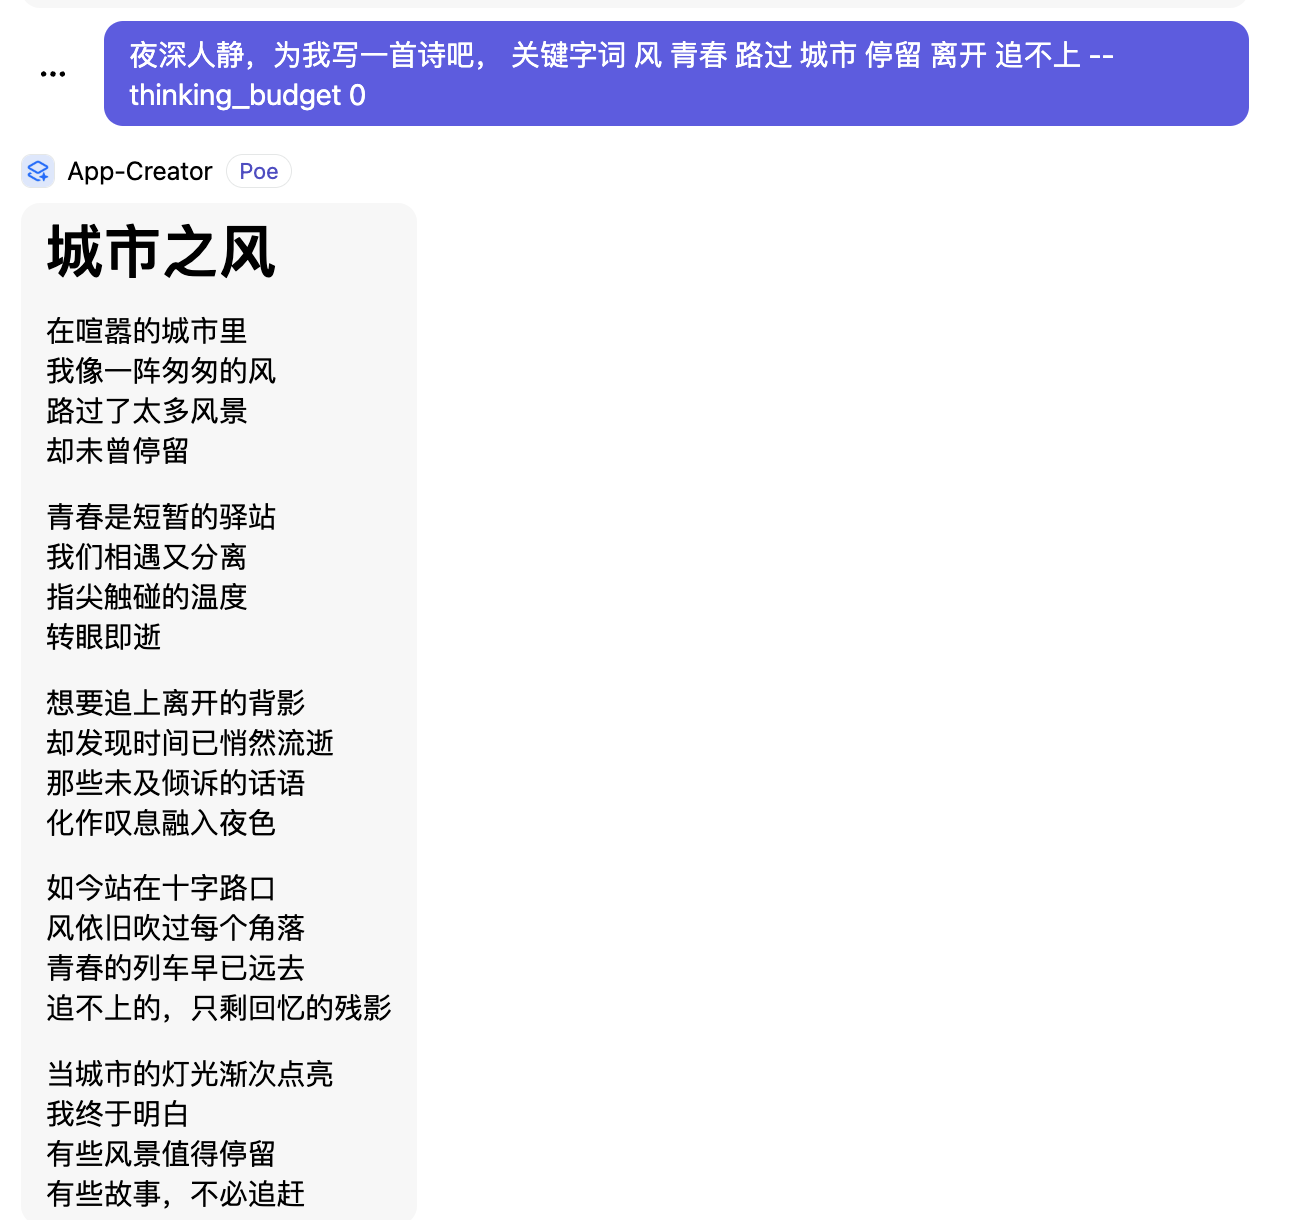 夜深人静，为我写一首诗吧， 关键字词 风 青春 路过 城市 停留 离开 追不上 --
thinking_budget 0
App-Creator Poe
城市之风
在喧嚣的城市里
我像一阵匆匆的风
路过了太多风景
却未曾停留
青春是短暂的驿站
我们相遇又分离
指尖触碰的温度
转眼即逝
想要追上离开的背影
却发现时间已悄然流逝
那些未及倾诉的话语
化作叹息融入夜色
如今站在十字路口
风依旧吹过每个角落
青春的列车早已远去
追不上的，只剩回忆的残影
当城市的灯光渐次点亮
我终于明白
有些风景值得停留
有些故事，不必追赶